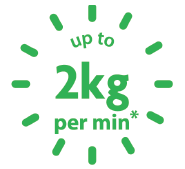 up to
2kg
per min*